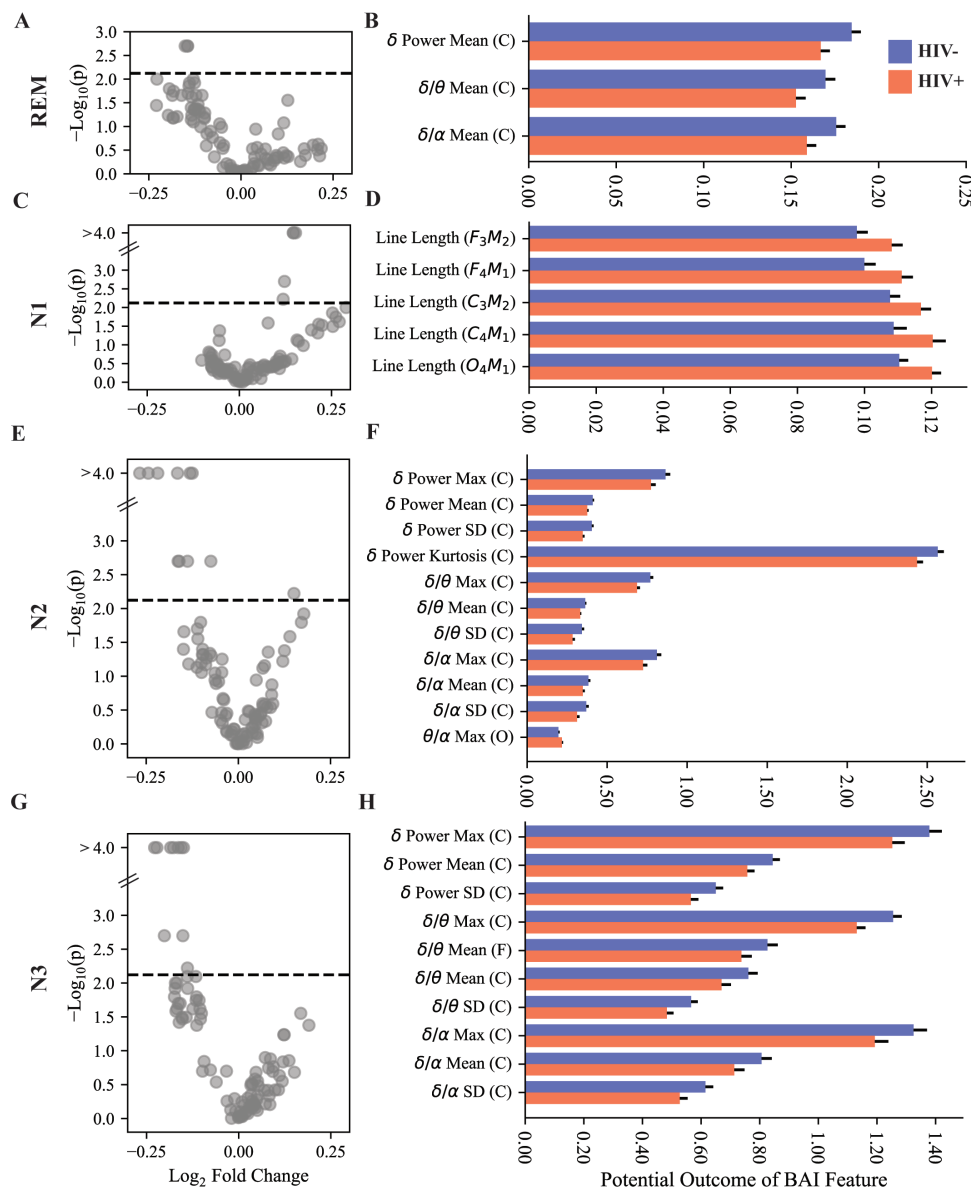 A
REM
−Log10(p)
3.0
2.5
2.0
1.5
1.0
0.5
0.0
−0.25
0.00
0.25
B
δ Power Mean (C)
δ/θ Mean (C)
δ/α Mean (C)
HIV-
HIV+
0.00
0.05
0.10
0.15
0.20
0.25
C
N1
−Log10(p)
>4.0
3.0
2.5
2.0
1.5
1.0
0.5
0.0
−0.25
0.00
0.25
D
Line Length (F3M2)
Line Length (F4M1)
Line Length (C3M2)
Line Length (C4M1)
Line Length (O4M1)
0.00
0.02
0.04
0.06
0.08
0.10
0.12
E
N2
−Log10(p)
>4.0
3.0
2.5
2.0
1.5
1.0
0.5
0.0
−0.25
0.00
0.25
F
δ Power Max (C)
δ Power Mean (C)
δ Power SD (C)
δ Power Kurtosis (C)
δ/θ Max (C)
δ/θ Mean (C)
δ/θ SD (C)
δ/α Max (C)
δ/α Mean (C)
δ/α SD (C)
θ/α Max (O)
0.00
0.50
1.00
1.50
2.00
2.50
G
N3
−Log10(p)
> 4.0
3.0
2.5
2.0
1.5
1.0
0.5
0.0
−0.25
0.00
0.25
Log2 Fold Change
H
δ Power Max (C)
δ Power Mean (C)
δ Power SD (C)
δ/θ Max (C)
δ/θ Mean (F)
δ/θ Mean (C)
δ/θ SD (C)
δ/α Max (C)
δ/α Mean (C)
δ/α SD (C)
0.00
0.20
0.40
0.60
0.80
1.00
1.20
1.40
Potential Outcome of BAI Feature